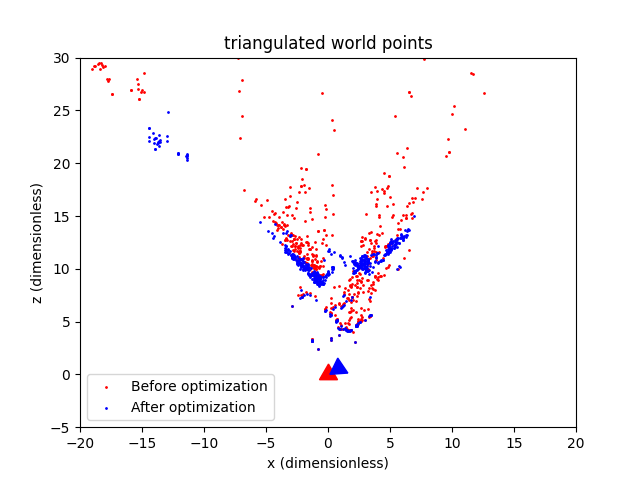 triangulated world points
30
25
20
15
10
5
0
−5
z (dimensionless)
Before optimization
After optimization
−20 −15 −10 −5 0 5 10 15 20
x (dimensionless)